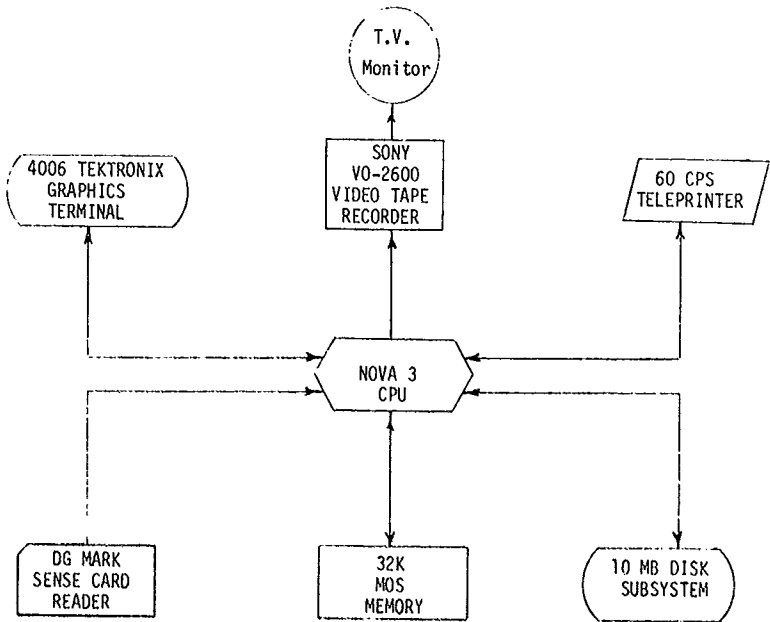 T.V.
Monitor
4006 TEKTRONIX
GRAPHICS
TERMINAL
SONY
VO-2600
VIDEO TAPE
RECORDER
60 CPS
TELEPRINTER
NOVA 3
CPU
DG MARK
SENSE CARD
READER
32K
MOS
MEMORY
10 MB DISK
SUBSYSTEM